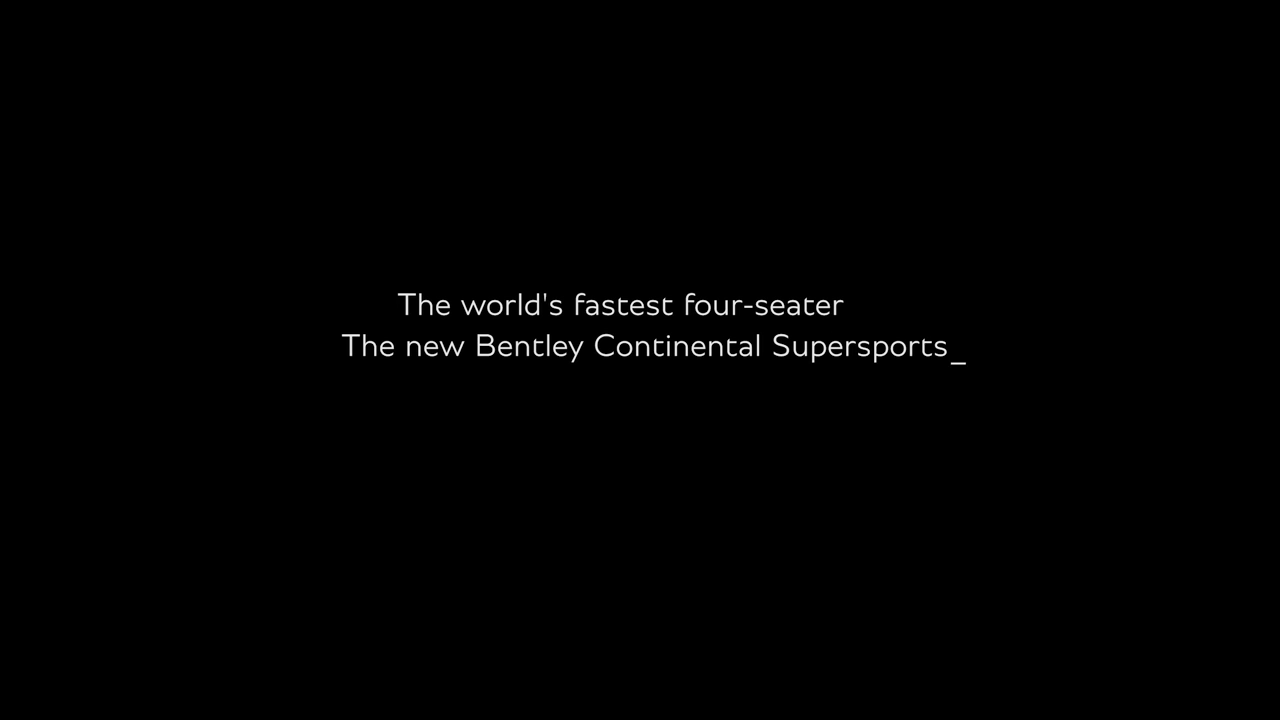 The world's fastest four-seater
The new Bentley Continental Supersports_